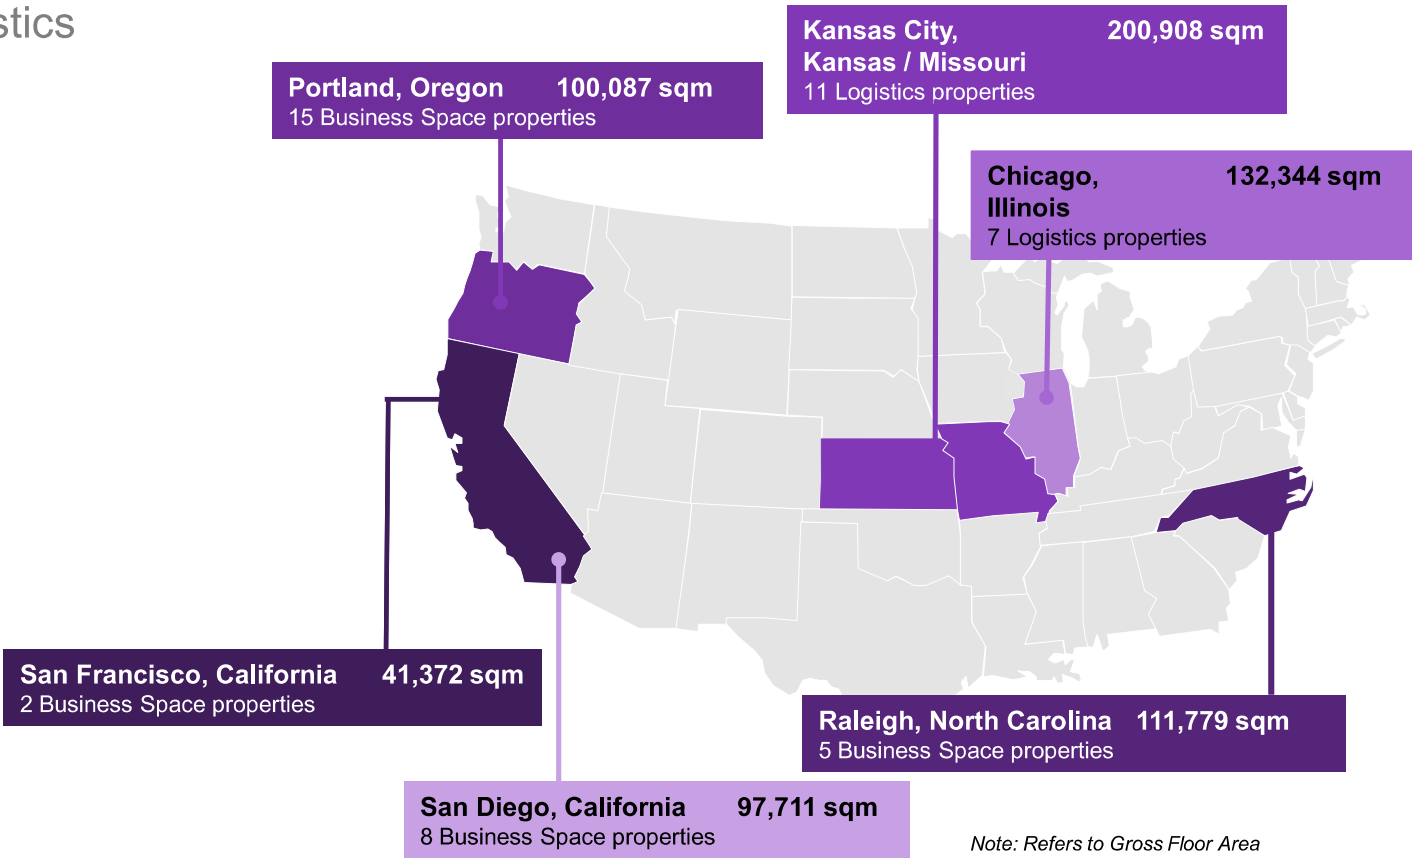 Kansas City, 200,908 sqm
Kansas / Missouri
11 Logistics properties
Portland, Oregon 100,087 sqm
15 Business Space properties
Chicago, 132,344 sqm
Illinois
7 Logistics properties
San Francisco, California 41,372 sqm
2 Business Space properties
Raleigh, North Carolina 111,779 sqm
5 Business Space properties
San Diego, California 97,711 sqm
8 Business Space properties
Note: Refers to Gross Floor Area